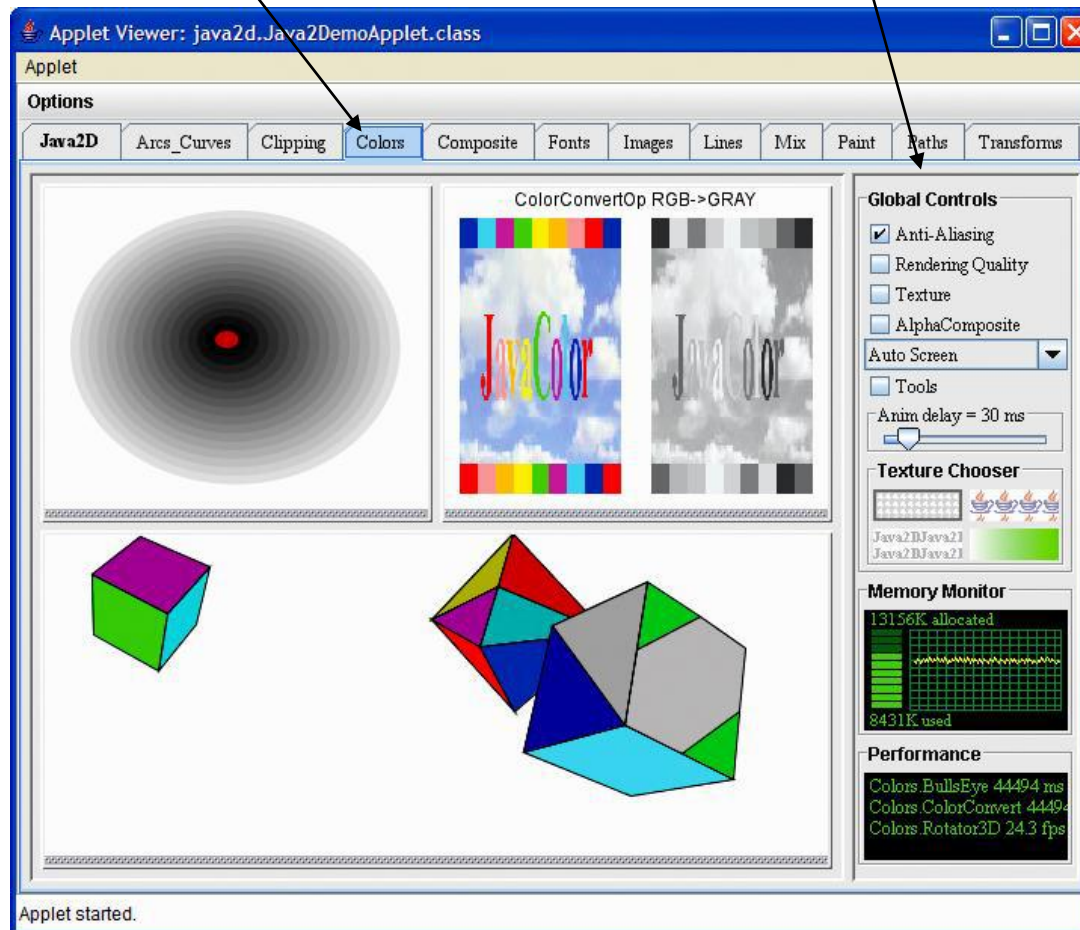 Applet Viewer: java2d.Java2DemoApplet.class
Applet
Options
Java2D Arcs_Curves Clipping Colors Composite Fonts Images Lines Mix Paint Paths Transforms
ColorConvertOp RGB->GRAY
JavaColor JavaColor
Global Controls
Anti-Aliasing
Rendering Quality
Texture
AlphaComposite
Auto Screen
Tools
Anim delay = 30 ms
Texture Chooser
Java2DJava2I
Java2DJava2I
Memory Monitor
13156K allocated
8431K used
Performance
Colors.BullsEye 44494 ms
Colors.ColorConvert 44494
Colors.Rotator3D 24.3 fps
Applet started.